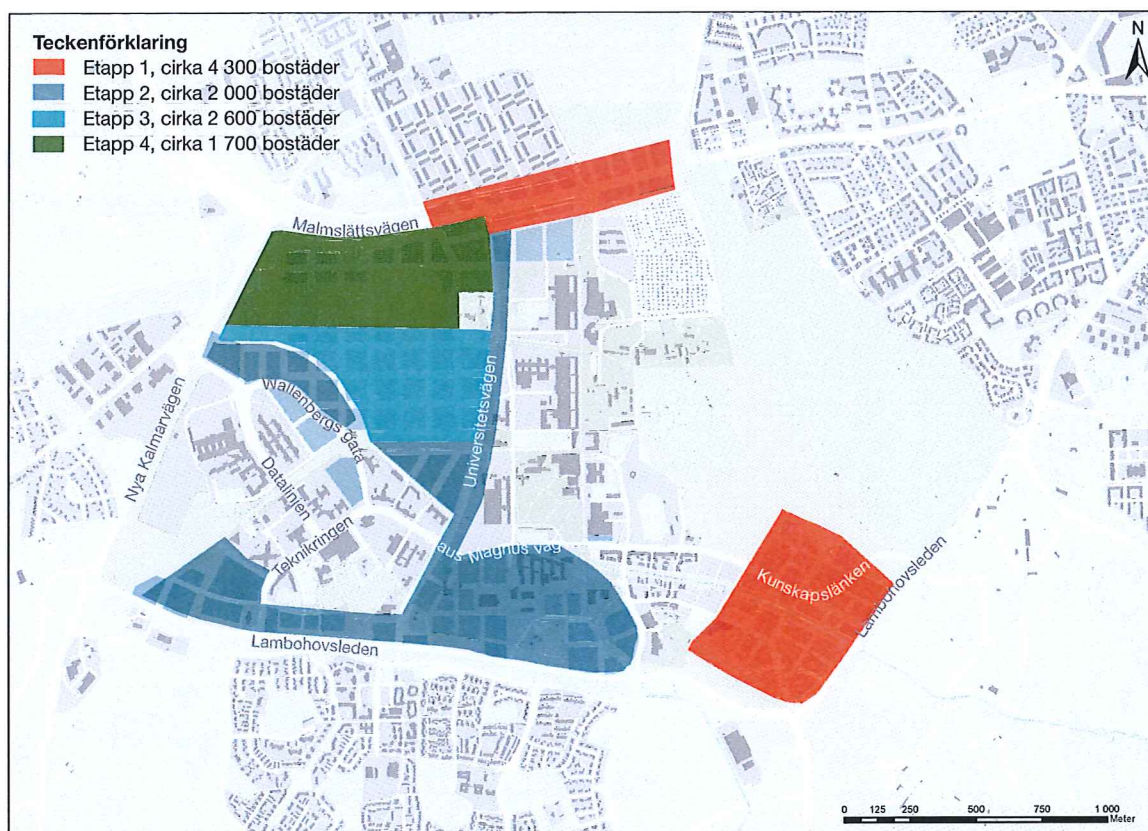 Teckenförklaring
Etapp 1, cirka 4 300 bostäder
Etapp 2, cirka 2 000 bostäder
Etapp 3, cirka 2 600 bostäder
Etapp 4, cirka 1 700 bostäder
N
Malmslättsvägen
Wallenbergs gata
Nya Kalmarvägen
Universitetsvägen
Datalinjen
Teknikringen
aus Magnus väg
Kunskapslänken
Lambohovsleden
Lambohovsleden
0 125 250 500 750 1 000
Meter